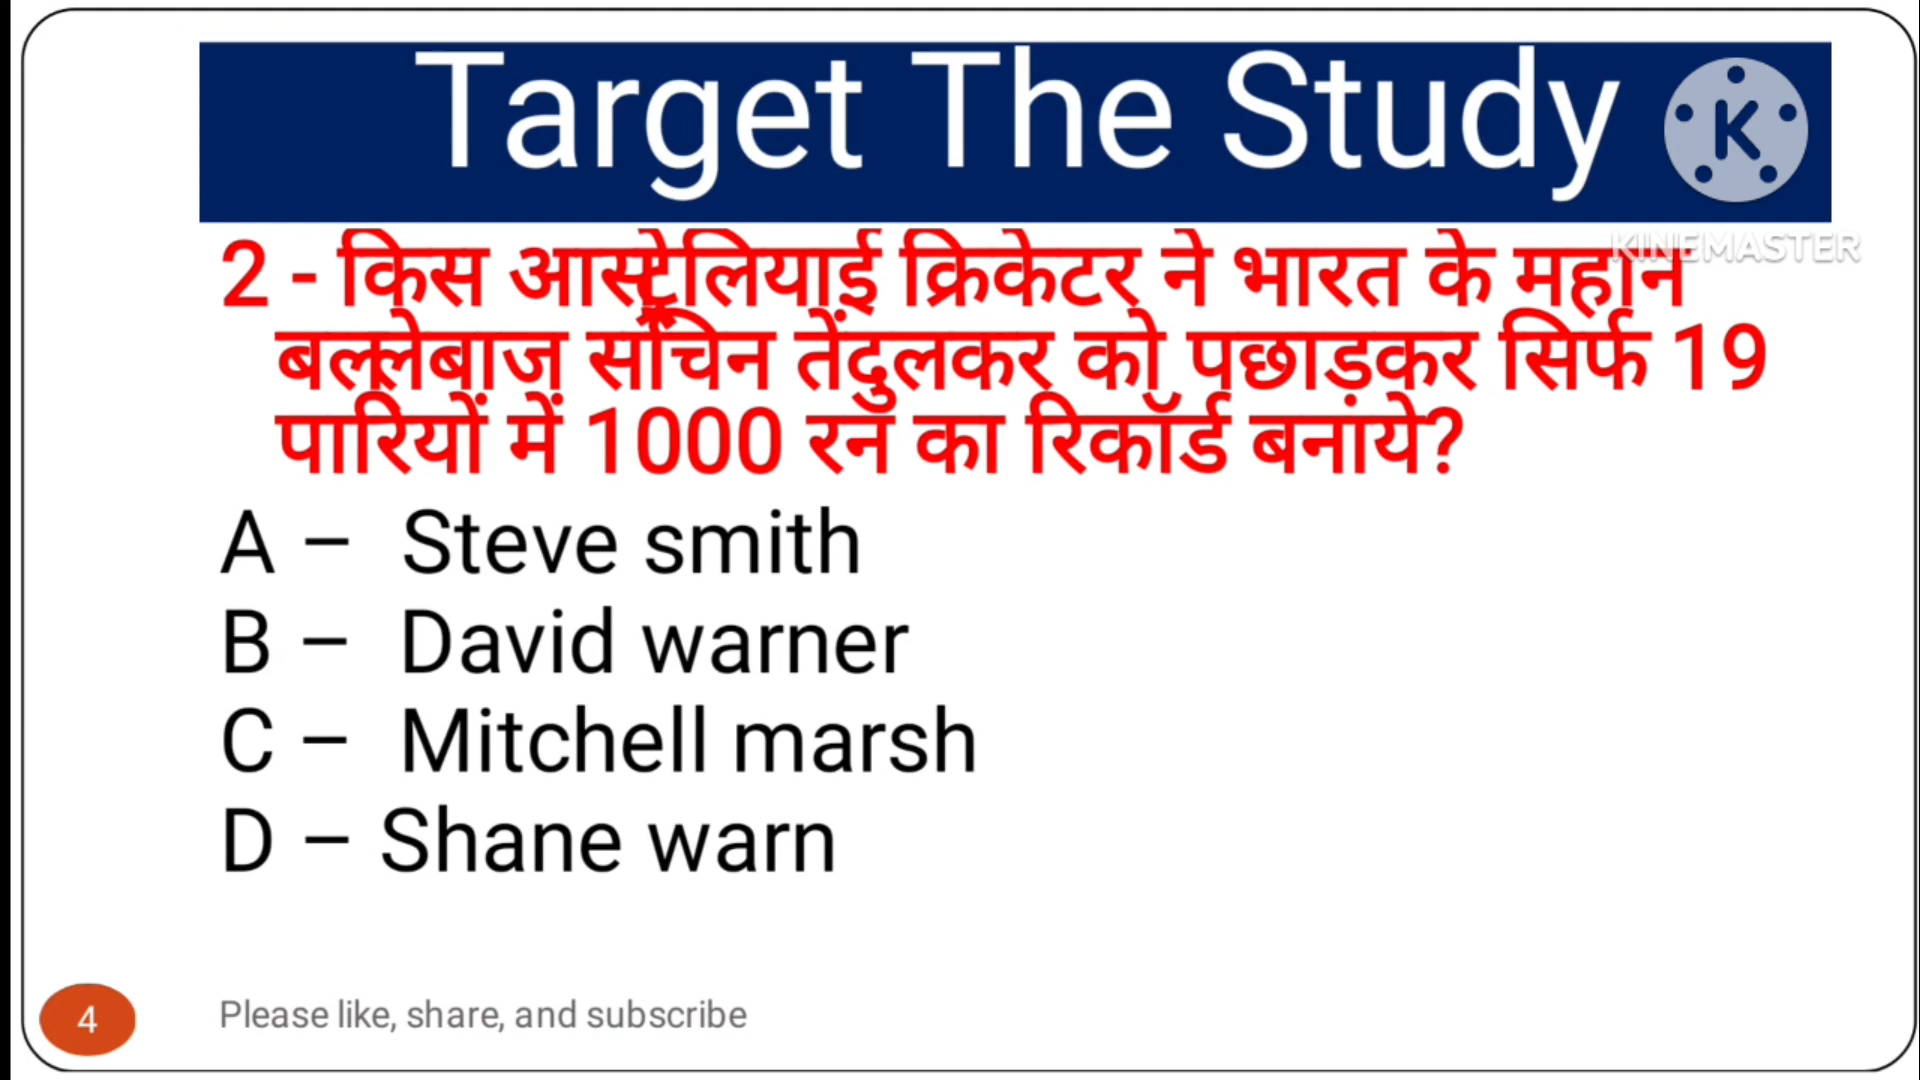 Target The Study
K
KINEMASTER
2 - किस आस्ट्रेलियाई क्रिकेटर ने भारत के महान
बल्लेबाज सचिन तेंदुलकर को पछाड़कर सिर्फ 19
पारियों में 1000 रन का रिकॉर्ड बनाये?
A – Steve smith
B – David warner
C – Mitchell marsh
D – Shane warn
4 Please like, share, and subscribe